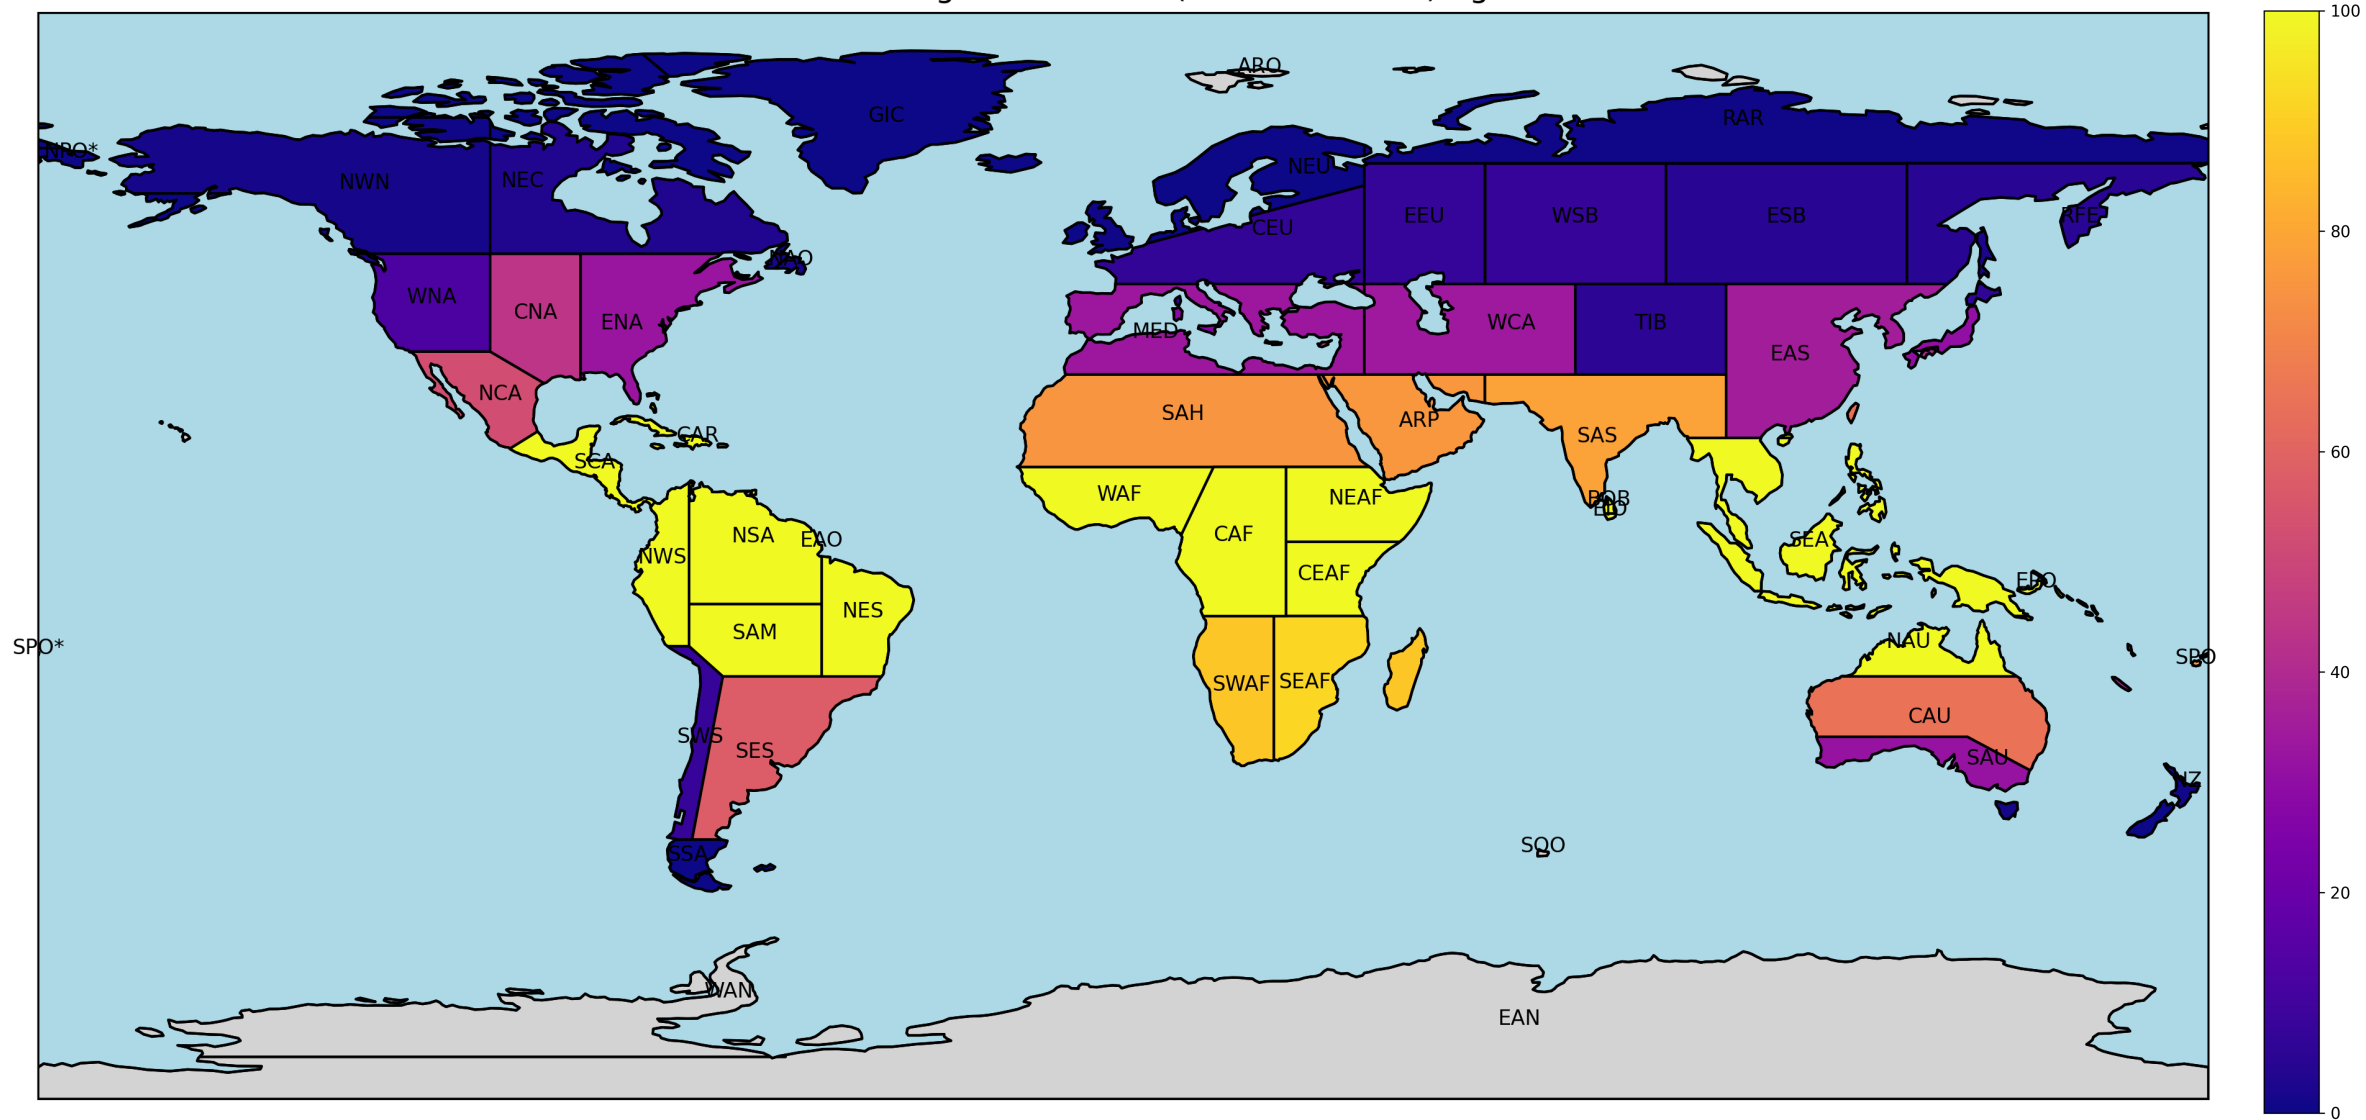 ARO
GIC
RAR
NPO*
NWN
NEC
NEU
CEU
EEU
WSB
ESB
RFE
NAO
WNA
CNA
ENA
MED
WCA
TIB
EAS
NCA
SAH
ARP
SAS
CAR
SCA
WAF
NEAF
BOB
NSA
EAO
NWS
CAF
SEA
CEAF
NES
SAM
NAU
SPO*
SPO
SWAF
SEAF
CAU
SWS
SES
SAU
SSA
SOO
WAN
EAN
100
80
60
40
20
0